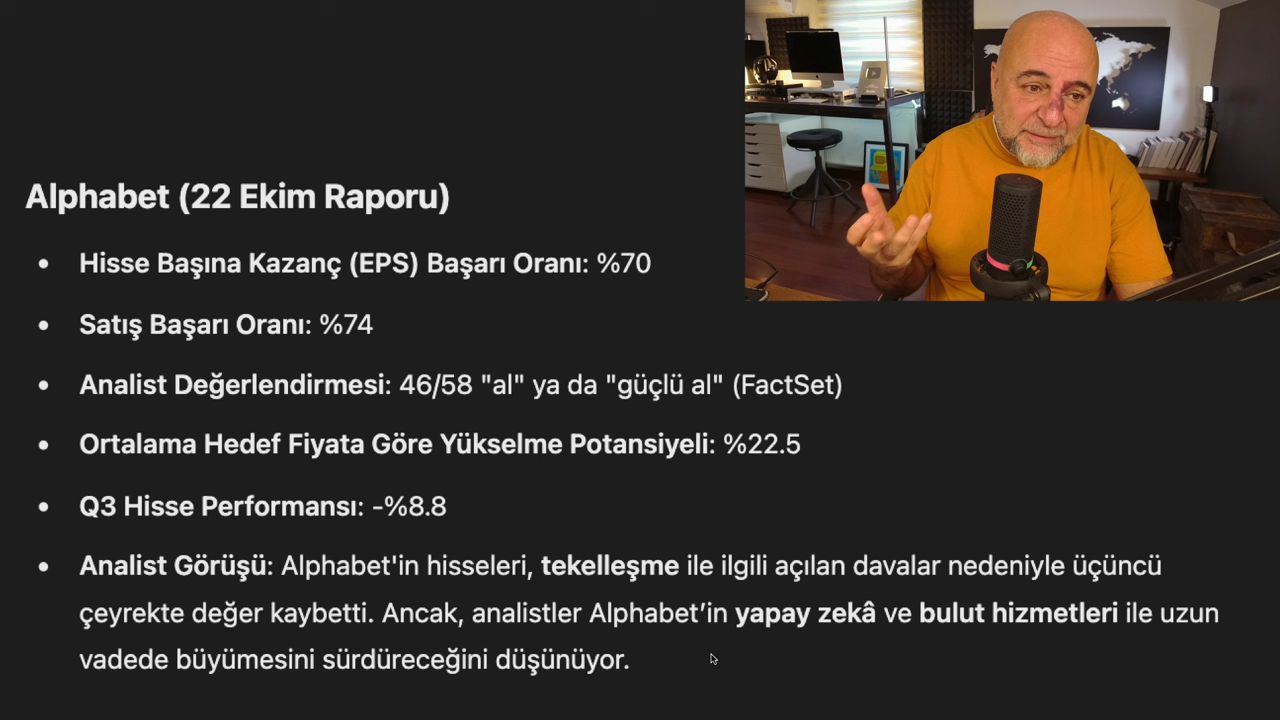 Alphabet (22 Ekim Raporu)
• Hisse Başına Kazanç (EPS) Başarı Oranı: %70
• Satış Başarı Oranı: %74
• Analist Değerlendirmesi: 46/58 "al" ya da "güçlü al" (FactSet)
• Ortalama Hedef Fiyata Göre Yükselme Potansiyeli: %22.5
• Q3 Hisse Performansı: -%8.8
• Analist Görüşü: Alphabet'in hisseleri, tekelleşme ile ilgili açılan davalar nedeniyle üçüncü
çeyrekte değer kaybetti. Ancak, analistler Alphabet’in yapay zekâ ve bulut hizmetleri ile uzun
vadede büyümesini sürdüreceğini düşünüyor.